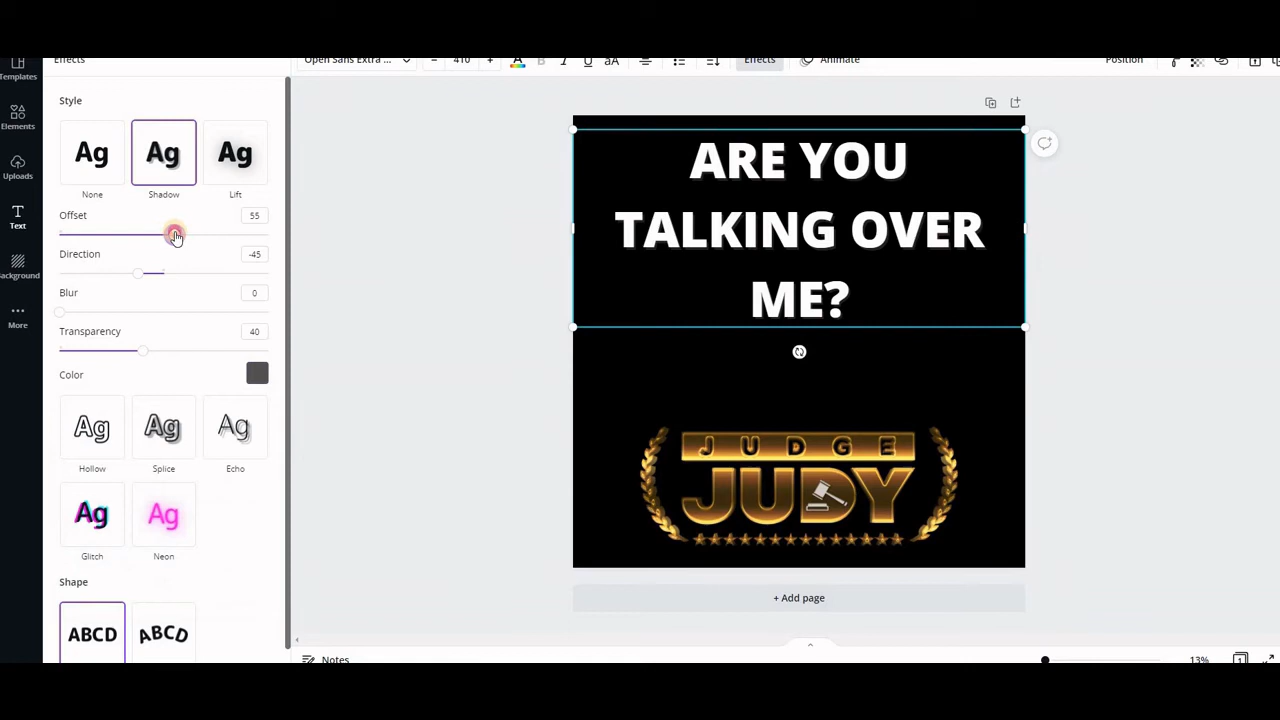 Effects
Open Sans Extra ...
410
B
I
U
aA
Effects
Animate
Position
Templates
Elements
Uploads
Text
Background
More
Style
Ag
Ag
Ag
None
Shadow
Lift
Offset
55
Direction
-45
Blur
0
Transparency
40
Color
Ag
Ag
Ag
Hollow
Splice
Echo
Ag
Ag
Glitch
Neon
Shape
ABCD
ABCD
ARE YOU
TALKING OVER
ME?
JUDGE
JUDY
+ Add page
Notes
13%
1